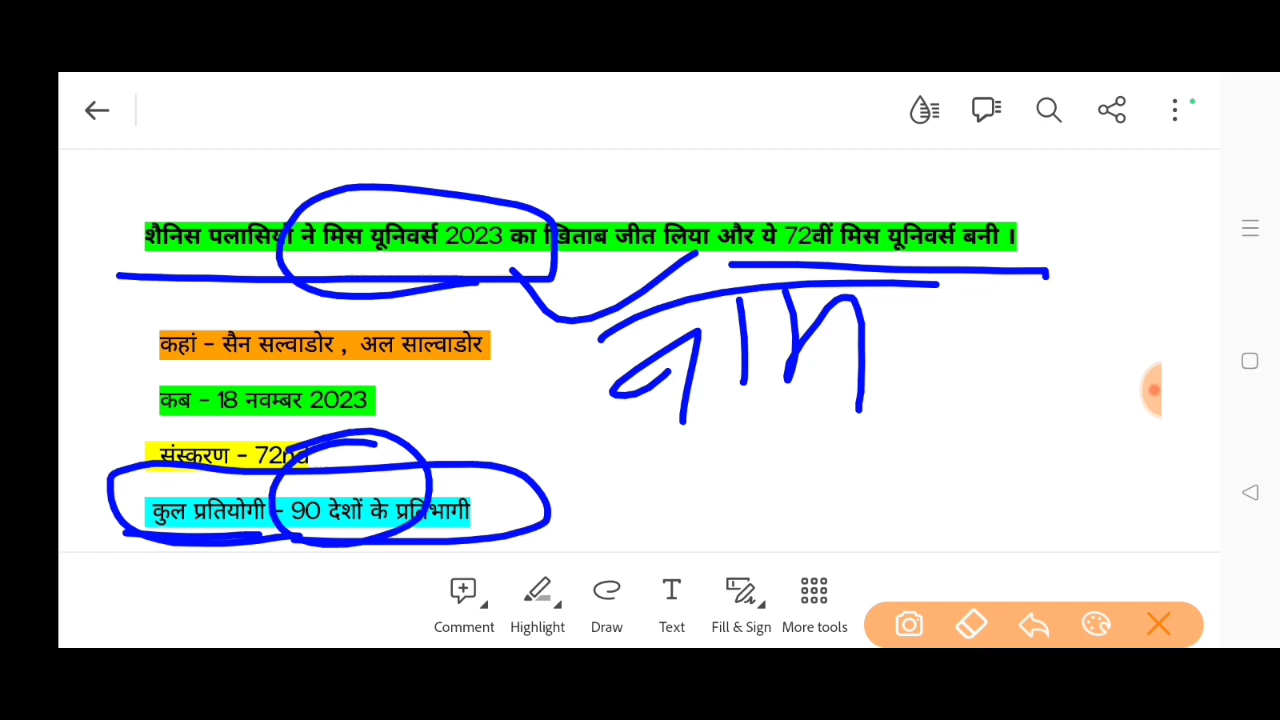 शैनिस पलासियो ने मिस यूनिवर्स 2023 का खिताब जीत लिया और ये 72वीं मिस यूनिवर्स बनी ।
नाम
कहां - सैन सल्वाडोर , अल साल्वाडोर
कब - 18 नवम्बर 2023
संस्करण - 72nd
कुल प्रतियोगी - 90 देशों के प्रतिभागी
Comment Highlight Draw Text Fill & Sign More tools